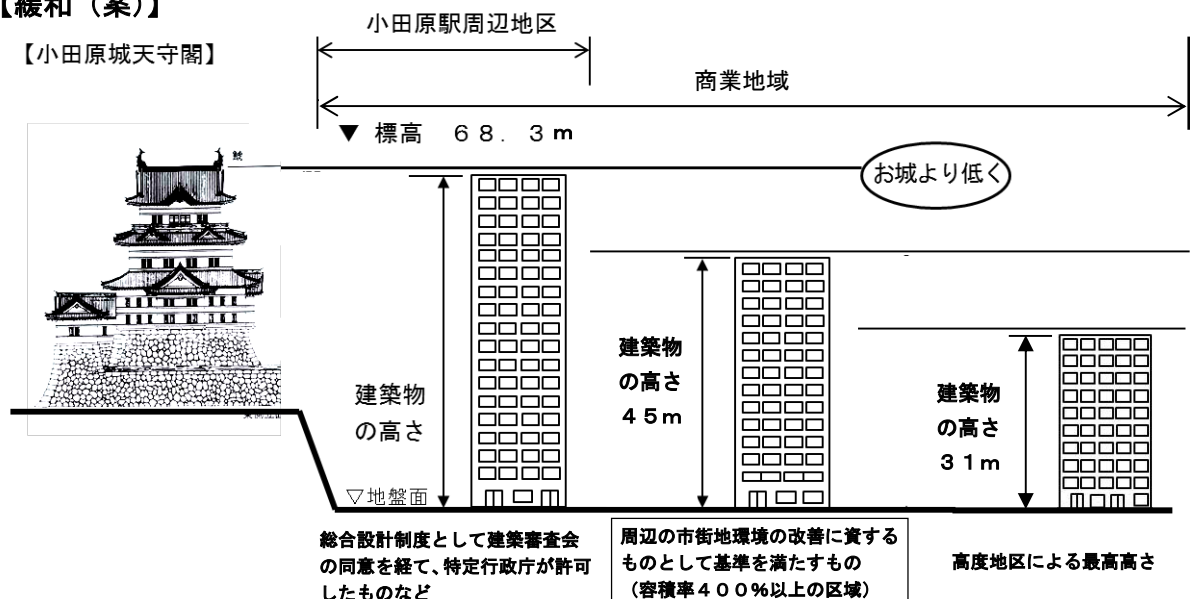 【緩和（案）】
【小田原城天守閣】
小田原駅周辺地区
商業地域
▼ 標高 ６８．３ｍ
鯱
お城より低く
建築物
の高さ
▽地盤面
建築物
の高さ
４５ｍ
建築物
の高さ
３１ｍ
総合設計制度として建築審査会
の同意を経て、特定行政庁が許可
したものなど
周辺の市街地環境の改善に資する
ものとして基準を満たすもの
（容積率４００％以上の区域）
高度地区による最高高さ